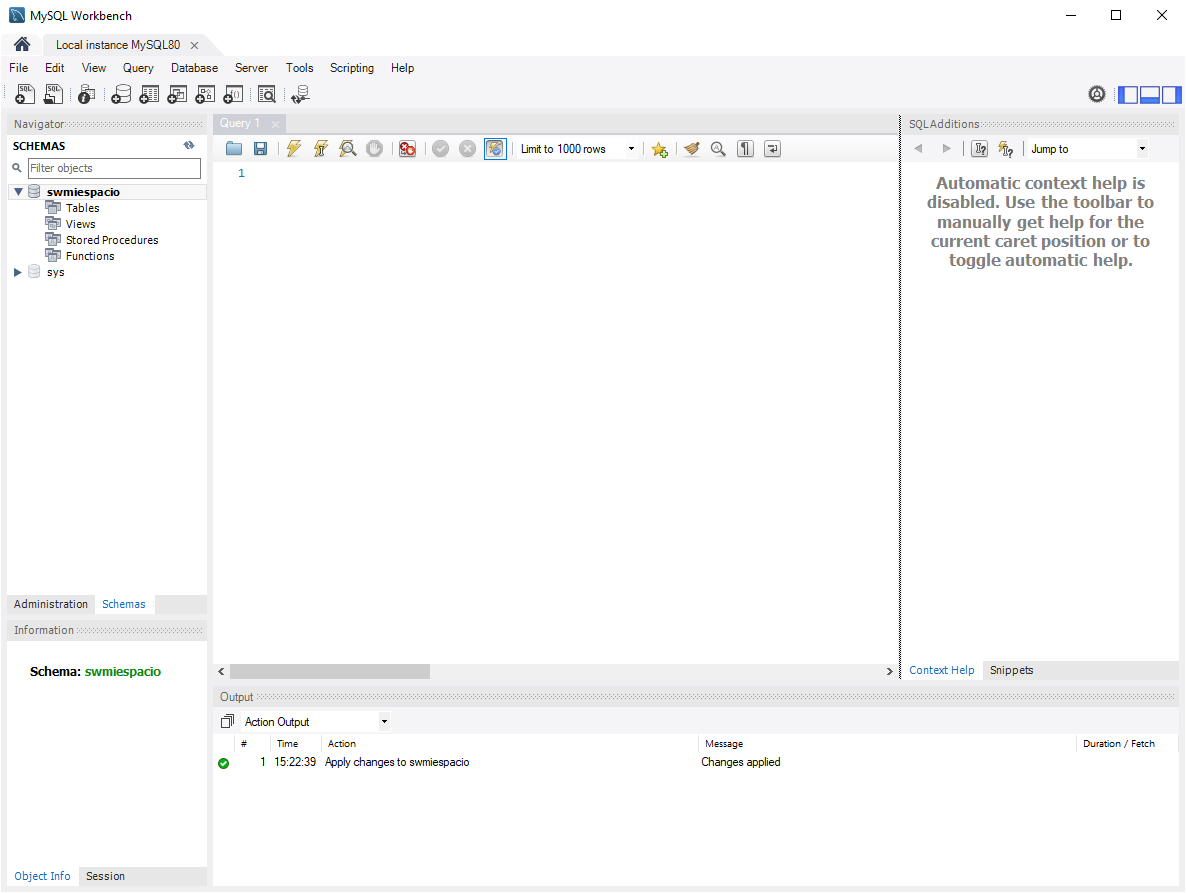 MySQL Workbench
Local instance MySQL80
File Edit View Query Database Server Tools Scripting Help
Navigator
SCHEMAS
Filter objects
swmiespacio
Tables
Views
Stored Procedures
Functions
sys
Administration Schemas
Information
Schema: swmiespacio
Object Info Session
Query 1
Limit to 1000 rows
1
SQLAdditions
Jump to
Automatic context help is
disabled. Use the toolbar to
manually get help for the
current caret position or to
toggle automatic help.
Context Help Snippets
Output
Action Output
# Time Action Message Duration / Fetch
1 15:22:39 Apply changes to swmiespacio Changes applied